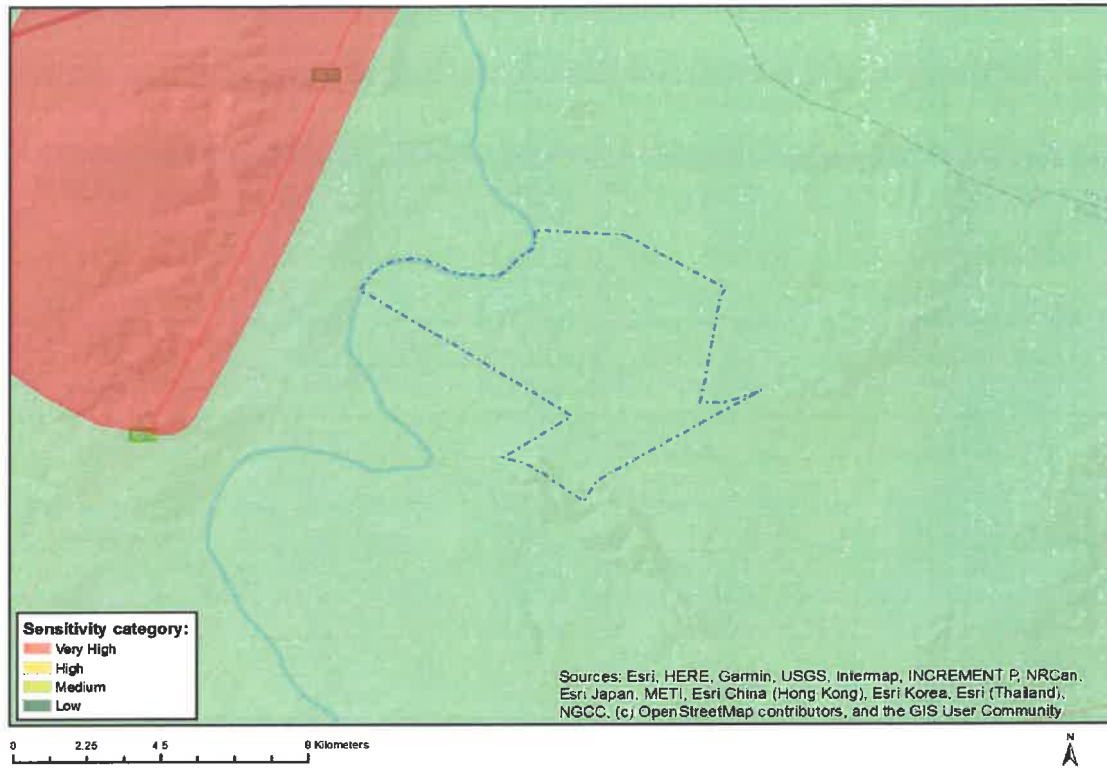 Sensitivity category:
Very High
High
Medium
Low
Sources: Esri, HERE, Garmin, USGS, Intermap, INCREMENT P, NRCan,
Esri Japan, METI, Esri China (Hong Kong), Esri Korea, Esri (Thailand),
NGCC, (c) OpenStreetMap contributors, and the GIS User Community
0 2.25 4.5 9 Kilometers
N